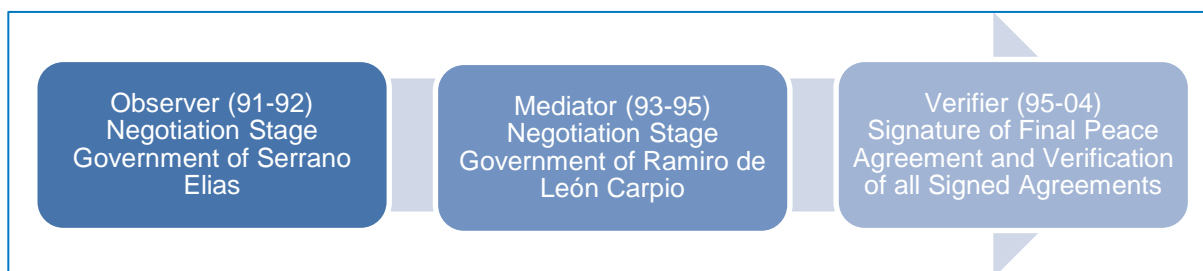 Observer (91-92)
Negotiation Stage
Government of Serrano
Elias
Mediator (93-95)
Negotiation Stage
Government of Ramiro de
León Carpio
Verifier (95-04)
Signature of Final Peace
Agreement and Verification
of all Signed Agreements